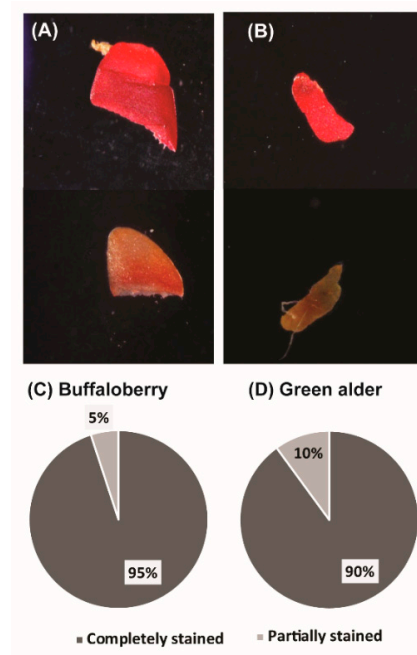 (A) (B)
(C) Buffaloberry (D) Green alder
5%
10%
95% 90%
Completely stained Partially stained